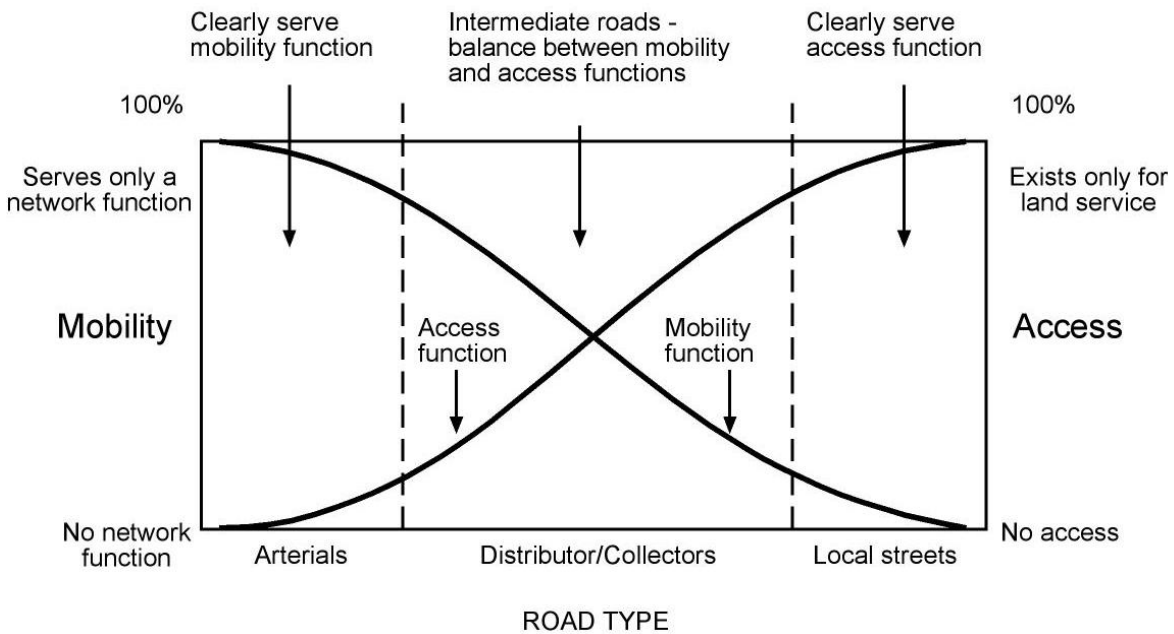 Clearly serve
mobility function
Intermediate roads -
balance between mobility
and access functions
Clearly serve
access function
100%
100%
Serves only a
network function
Exists only for
land service
Mobility
Access
function
Mobility
function
Access
No network
function
No access
Arterials
Distributor/Collectors
Local streets
ROAD TYPE